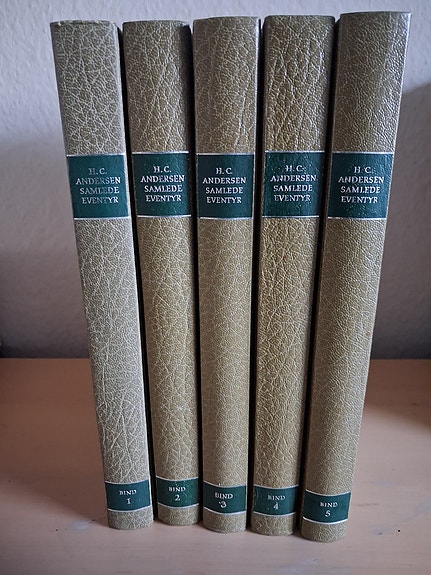 H. C.
ANDERSEN
SAMLEDE
EVENTYR
BIND
1
H. C.
ANDERSEN
SAMLEDE
EVENTYR
BIND
2
H. C.
ANDERSEN
SAMLEDE
EVENTYR
BIND
3
H. C.
ANDERSEN
SAMLEDE
EVENTYR
BIND
4
H. C.
ANDERSEN
SAMLEDE
EVENTYR
BIND
5